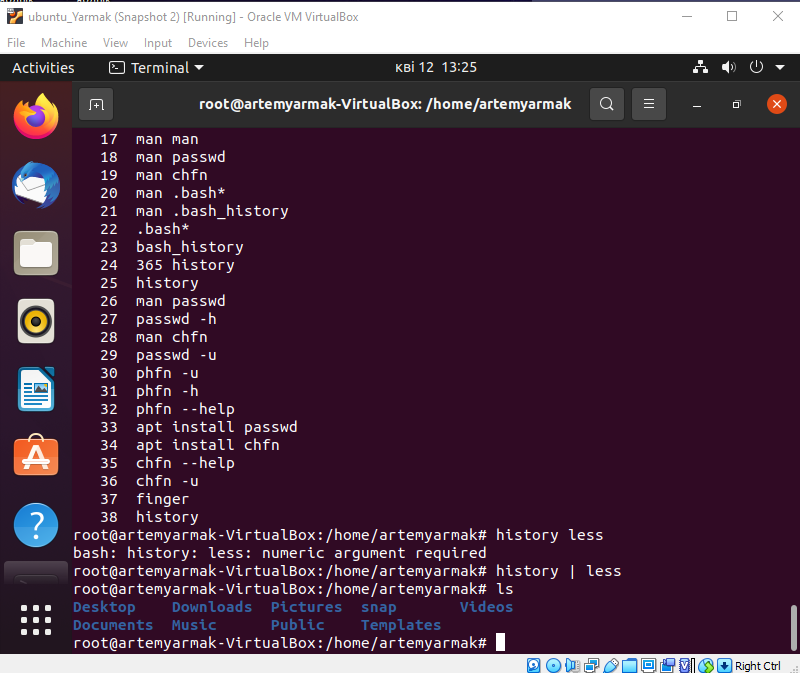 ubuntu_Yarmak (Snapshot 2) [Running] - Oracle VM VirtualBox
File Machine View Input Devices Help
Activities Terminal кві 12 13:25
root@artemyarmak-VirtualBox: /home/artemyarmak
17 man man
18 man passwd
19 man chfn
20 man .bash*
21 man .bash_history
22 .bash*
23 bash_history
24 365 history
25 history
26 man passwd
27 passwd -h
28 man chfn
29 passwd -u
30 phfn -u
31 phfn -h
32 phfn --help
33 apt install passwd
34 apt install chfn
35 chfn --help
36 chfn -u
37 finger
38 history
root@artemyarmak-VirtualBox:/home/artemyarmak# history less
bash: history: less: numeric argument required
root@artemyarmak-VirtualBox:/home/artemyarmak# history | less
root@artemyarmak-VirtualBox:/home/artemyarmak# ls
Desktop Downloads Pictures snap Videos
Documents Music Public Templates
root@artemyarmak-VirtualBox:/home/artemyarmak#
Right Ctrl